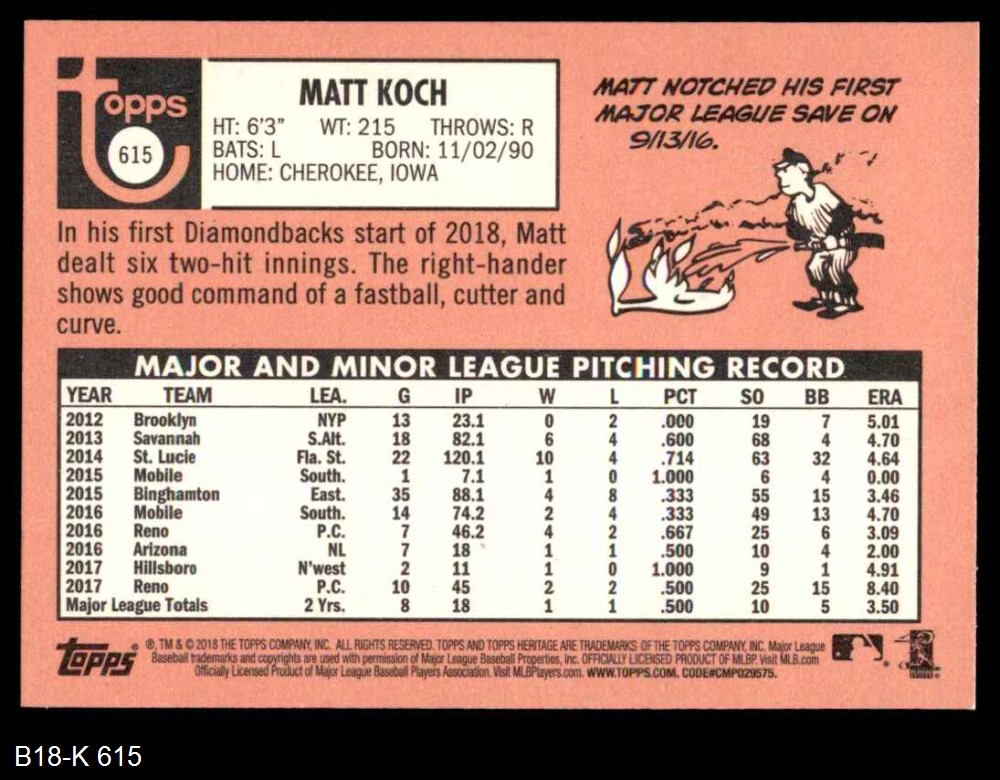 topps
615
MATT KOCH
HT: 6'3" WT: 215 THROWS: R
BATS: L BORN: 11/02/90
HOME: CHEROKEE, IOWA
MATT NOTCHED HIS FIRST
MAJOR LEAGUE SAVE ON
9/13/16.
In his first Diamondbacks start of 2018, Matt
dealt six two-hit innings. The right-hander
shows good command of a fastball, cutter and
curve.
MAJOR AND MINOR LEAGUE PITCHING RECORD
YEAR TEAM LEA. G IP W L PCT SO BB ERA
2012 Brooklyn NYP 13 23.1 0 2 .000 19 7 5.01
2013 Savannah S.Alt. 18 82.1 6 4 .600 68 4 4.70
2014 St. Lucie Fla. St. 22 120.1 10 4 .714 63 32 4.64
2015 Mobile South. 1 7.1 1 0 1.000 6 4 0.00
2015 Binghamton East. 35 88.1 4 8 .333 55 15 3.46
2016 Mobile South. 14 74.2 2 4 .333 49 13 4.70
2016 Reno P.C. 7 46.2 4 2 .667 25 6 3.09
2016 Arizona NL 7 18 1 1 .500 10 4 2.00
2017 Hillsboro N'west 2 11 1 0 1.000 9 1 4.91
2017 Reno P.C. 10 45 2 2 .500 25 15 8.40
Major League Totals 2 Yrs. 8 18 1 1 .500 10 5 3.50
topps
®, TM & © 2018 THE TOPPS COMPANY, INC. ALL RIGHTS RESERVED. TOPPS AND TOPPS HERITAGE ARE TRADEMARKS OF THE TOPPS COMPANY, INC. Major League
Baseball trademarks and copyrights are used with permission of Major League Baseball Properties, Inc. OFFICIALLY LICENSED PRODUCT OF MLBP. Visit MLB.com
Officially Licensed Product of Major League Baseball Players Association. Visit MLBPlayers.com. WWW.TOPPS.COM. CODE#CMP029575.
B18-K 615